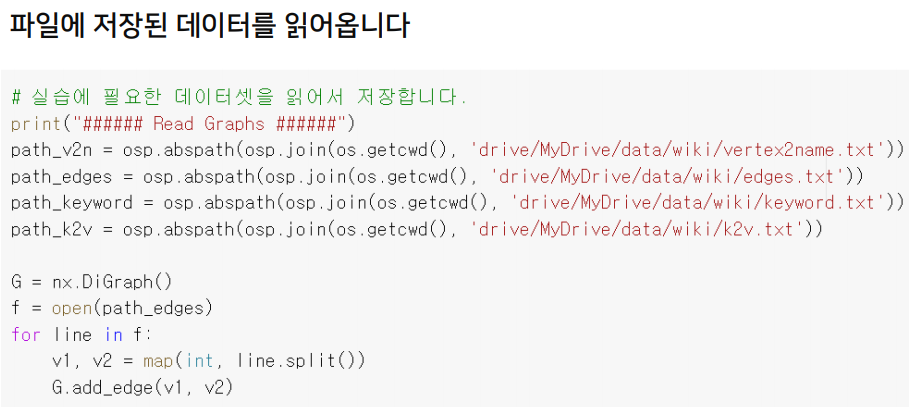 파일에 저장된 데이터를 읽어옵니다
# 실습에 필요한 데이터셋을 읽어서 저장합니다.
print("###### Read Graphs ######")
path_v2n = osp.abspath(osp.join(os.getcwd(), 'drive/MyDrive/data/wiki/vertex2name.txt'))
path_edges = osp.abspath(osp.join(os.getcwd(), 'drive/MyDrive/data/wiki/edges.txt'))
path_keyword = osp.abspath(osp.join(os.getcwd(), 'drive/MyDrive/data/wiki/keyword.txt'))
path_k2v = osp.abspath(osp.join(os.getcwd(), 'drive/MyDrive/data/wiki/k2v.txt'))
G = nx.DiGraph()
f = open(path_edges)
for line in f:
    v1, v2 = map(int, line.split())
    G.add_edge(v1, v2)